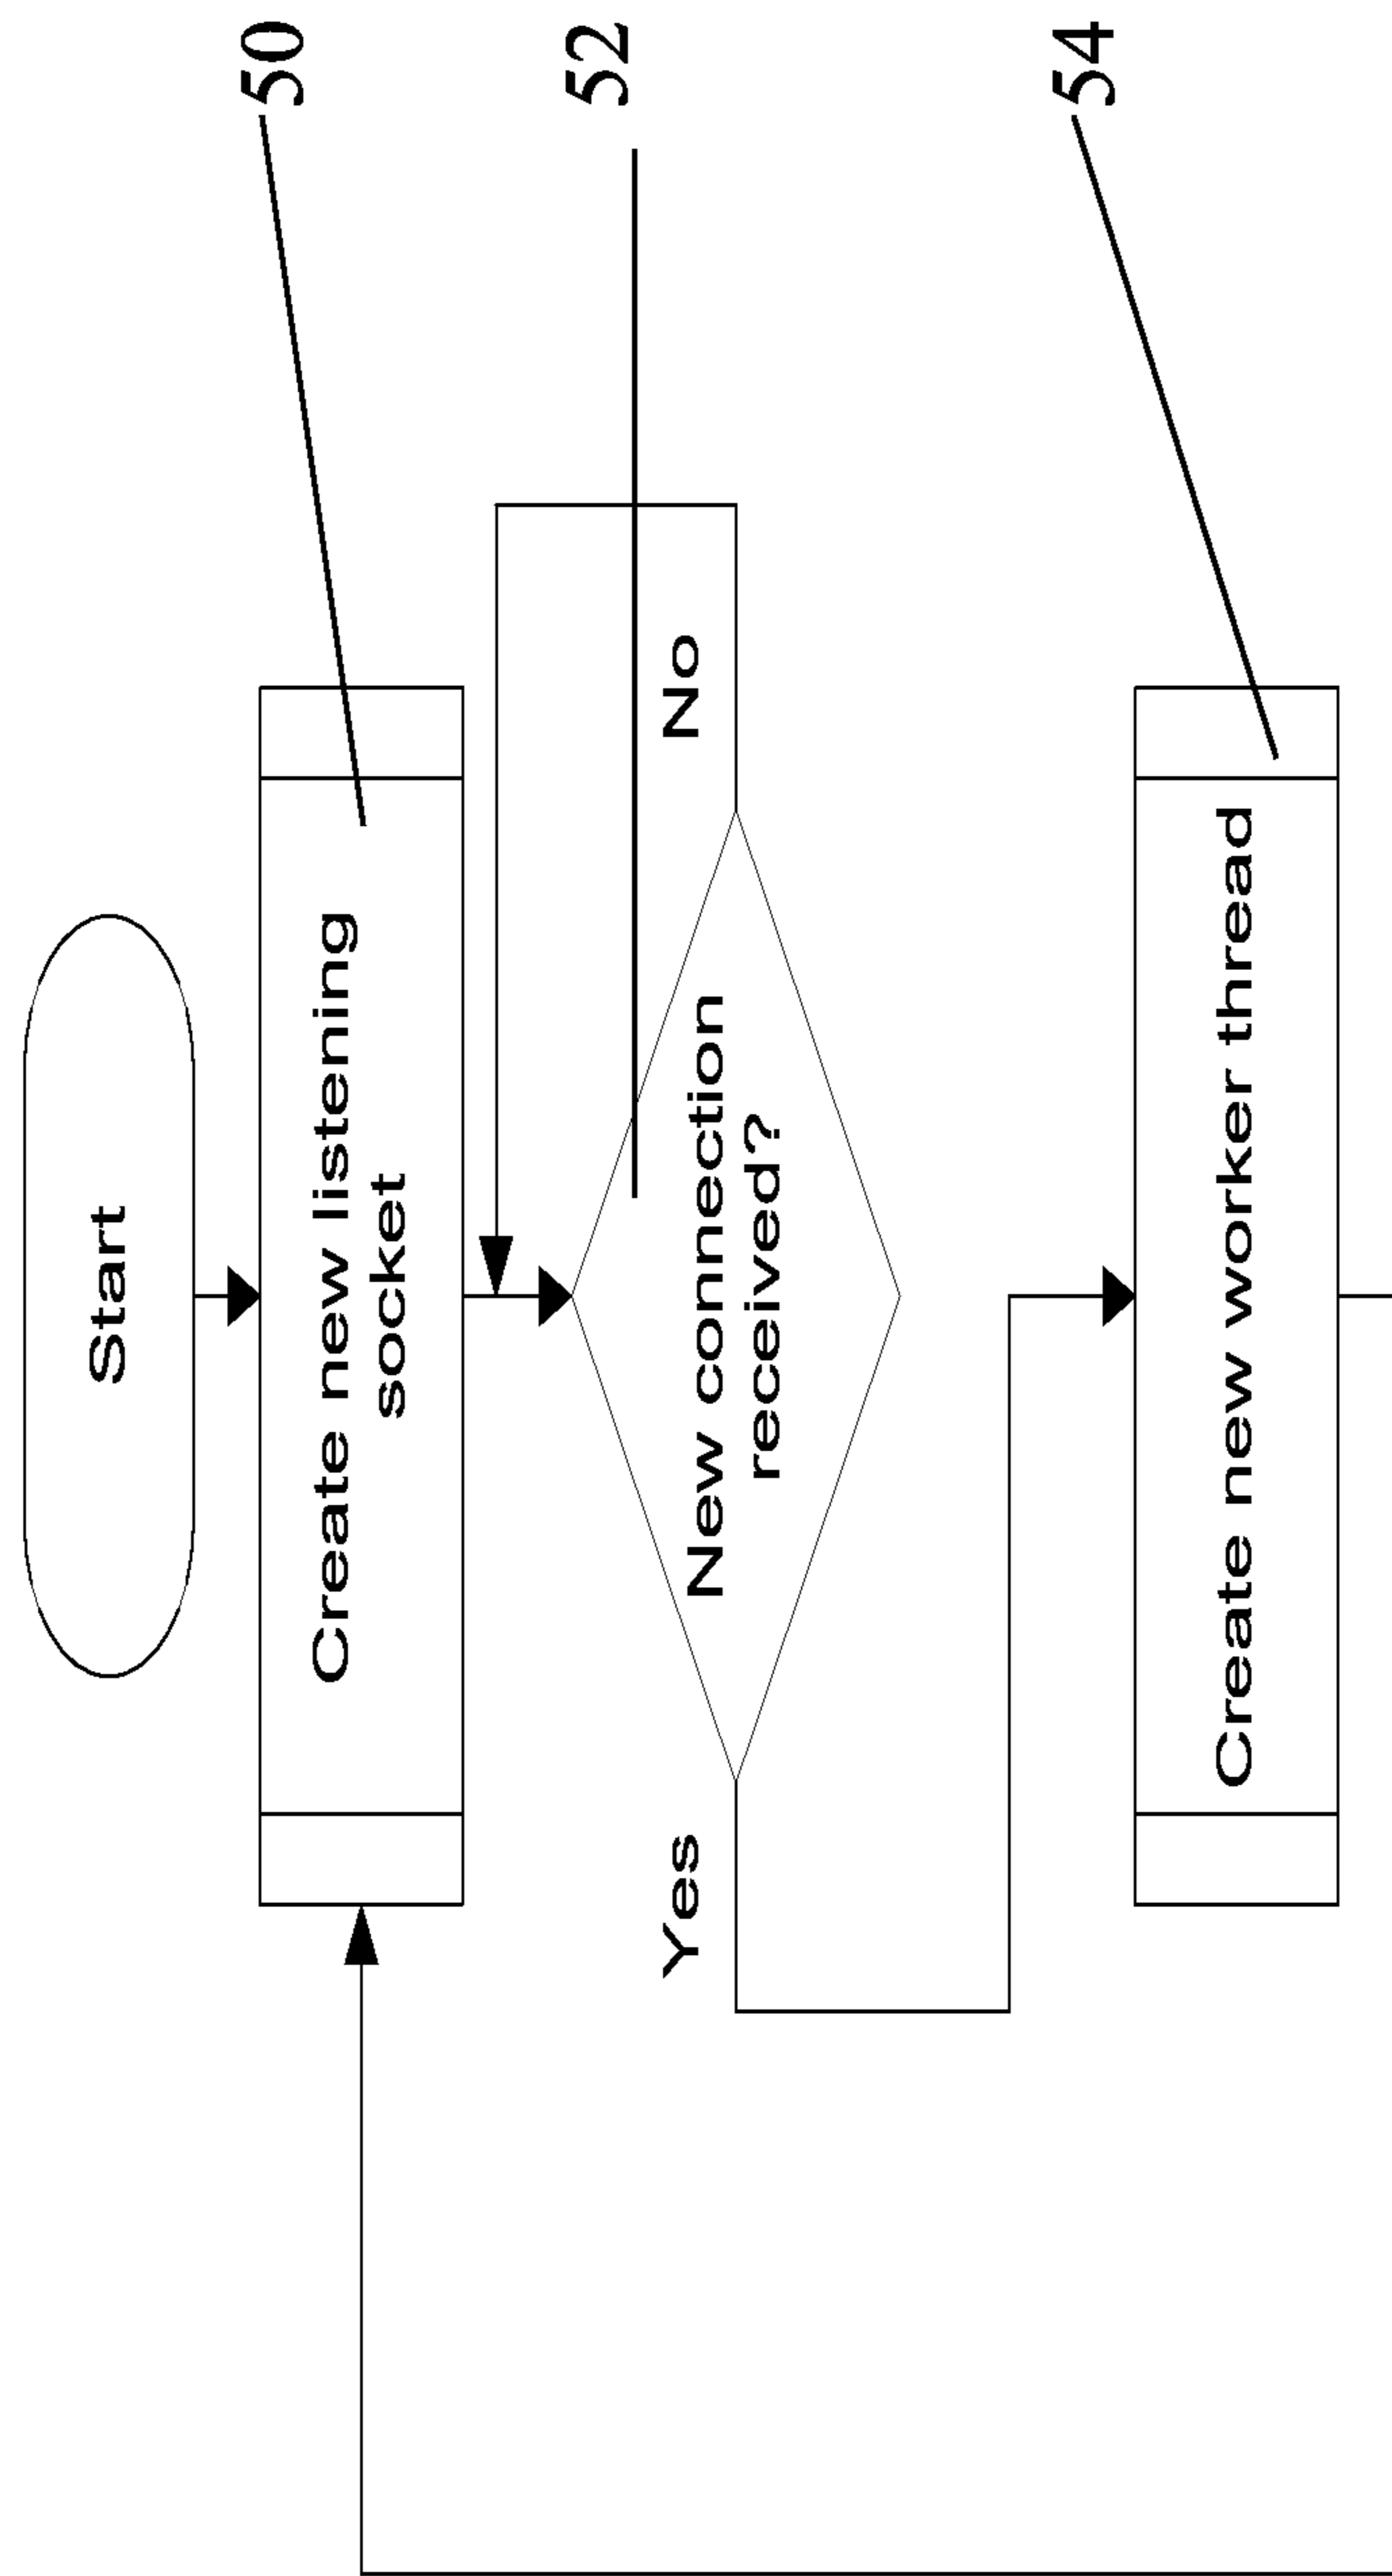 Start
50
Create new listening
socket
52
No
New connection
received?
Yes
54
Create new worker thread